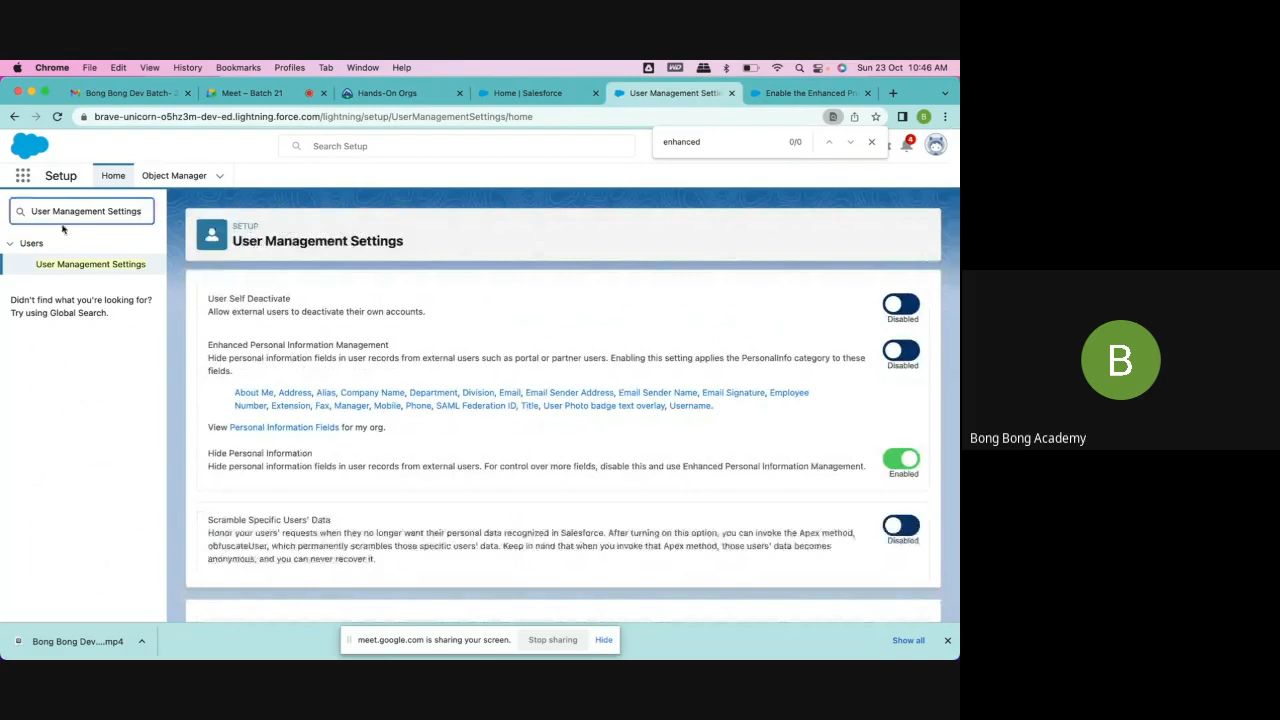 Chrome File Edit View History Bookmarks Profiles Tab Window Help Sun 23 Oct 10:46 AM
Bong Bong Dev Batch- Meet – Batch 21 Hands-On Orgs Home | Salesforce User Management Setti Enable the Enhanced Pr
brave-unicorn-o5hz3m-dev-ed.lightning.force.com/lightning/setup/UserManagementSettings/home B
Search Setup
enhanced 0/0
4
Setup Home Object Manager
User Management Settings
Users
User Management Settings
Didn't find what you're looking for?
Try using Global Search.
SETUP
User Management Settings
User Self Deactivate
Allow external users to deactivate their own accounts.
Disabled
Enhanced Personal Information Management
Hide personal information fields in user records from external users such as portal or partner users. Enabling this setting applies the PersonalInfo category to these
fields.
Disabled
About Me, Address, Alias, Company Name, Department, Division, Email, Email Sender Address, Email Sender Name, Email Signature, Employee
Number, Extension, Fax, Manager, Mobile, Phone, SAML Federation ID, Title, User Photo badge text overlay, Username.
View Personal Information Fields for my org.
Hide Personal Information
Hide personal information fields in user records from external users. For control over more fields, disable this and use Enhanced Personal Information Management.
Enabled
Scramble Specific Users' Data
Honor your users' requests when they no longer want their personal data recognized in Salesforce. After turning on this option, you can invoke the Apex method,
obfuscateUser, which permanently scrambles those specific users' data. Keep in mind that when you invoke that Apex method, those users' data becomes
anonymous, and you can never recover it.
Disabled
Bong Bong Dev....mp4
meet.google.com is sharing your screen. Stop sharing Hide
Show all
B
Bong Bong Academy